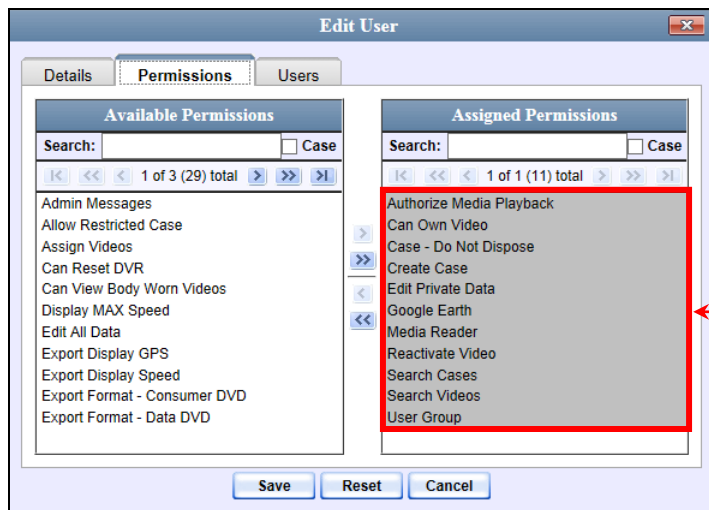 Edit User
Details Permissions Users
Available Permissions
Search: Case
1 of 3 (29) total
Admin Messages
Allow Restricted Case
Assign Videos
Can Reset DVR
Can View Body Worn Videos
Display MAX Speed
Edit All Data
Export Display GPS
Export Display Speed
Export Format - Consumer DVD
Export Format - Data DVD
Assigned Permissions
Search: Case
1 of 1 (11) total
Authorize Media Playback
Can Own Video
Case - Do Not Dispose
Create Case
Edit Private Data
Google Earth
Media Reader
Reactivate Video
Search Cases
Search Videos
User Group
Save Reset Cancel